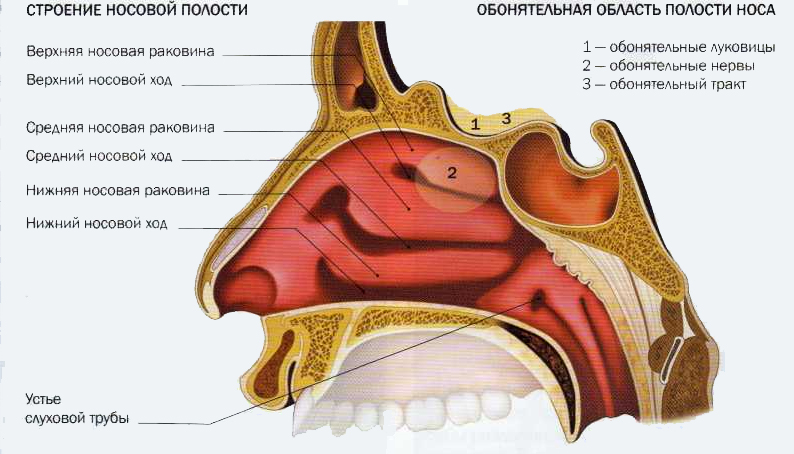 СТРОЕНИЕ НОСОВОЙ ПОЛОСТИ
Верхняя носовая раковина
Верхний носовой ход
Средняя носовая раковина
Средний носовой ход
Нижняя носовая раковина
Нижний носовой ход
Устье
слуховой трубы
ОБОНЯТЕЛЬНАЯ ОБЛАСТЬ ПОЛОСТИ НОСА
1 — обонятельные луковицы
2 — обонятельные нервы
3 — обонятельный тракт
1
3
2